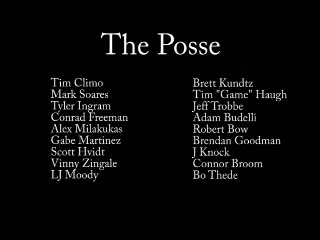 The Posse
Tim Climo
Mark Soares
Tyler Ingram
Conrad Freeman
Alex Milakukas
Gabe Martinez
Scott Hvidt
Vinny Zingale
LJ Moody
Brett Kundtz
Tim "Game" Haugh
Jeff Trobbe
Adam Budelli
Robert Bow
Brendan Goodman
J Knock
Connor Broom
Bo Thede